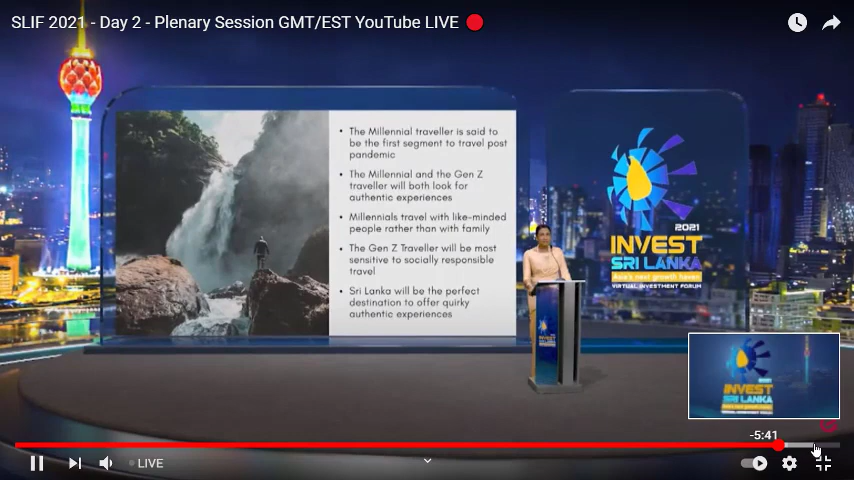 SLIF 2021 - Day 2 - Plenary Session GMT/EST YouTube LIVE
• The Millennial traveller is said to
be the first segment to travel post
pandemic
• The Millennial and the Gen Z
traveller will both look for
authentic experiences
• Millennials travel with like-minded
people rather than with family
• The Gen Z Traveller will be most
sensitive to socially responsible
travel
• Sri Lanka will be the perfect
destination to offer quirky
authentic experiences
2021
INVEST
SRI LANKA
Asia's next growth haven
VIRTUAL INVESTMENT FORUM
INVEST
SRI LANKA
-5:41
LIVE